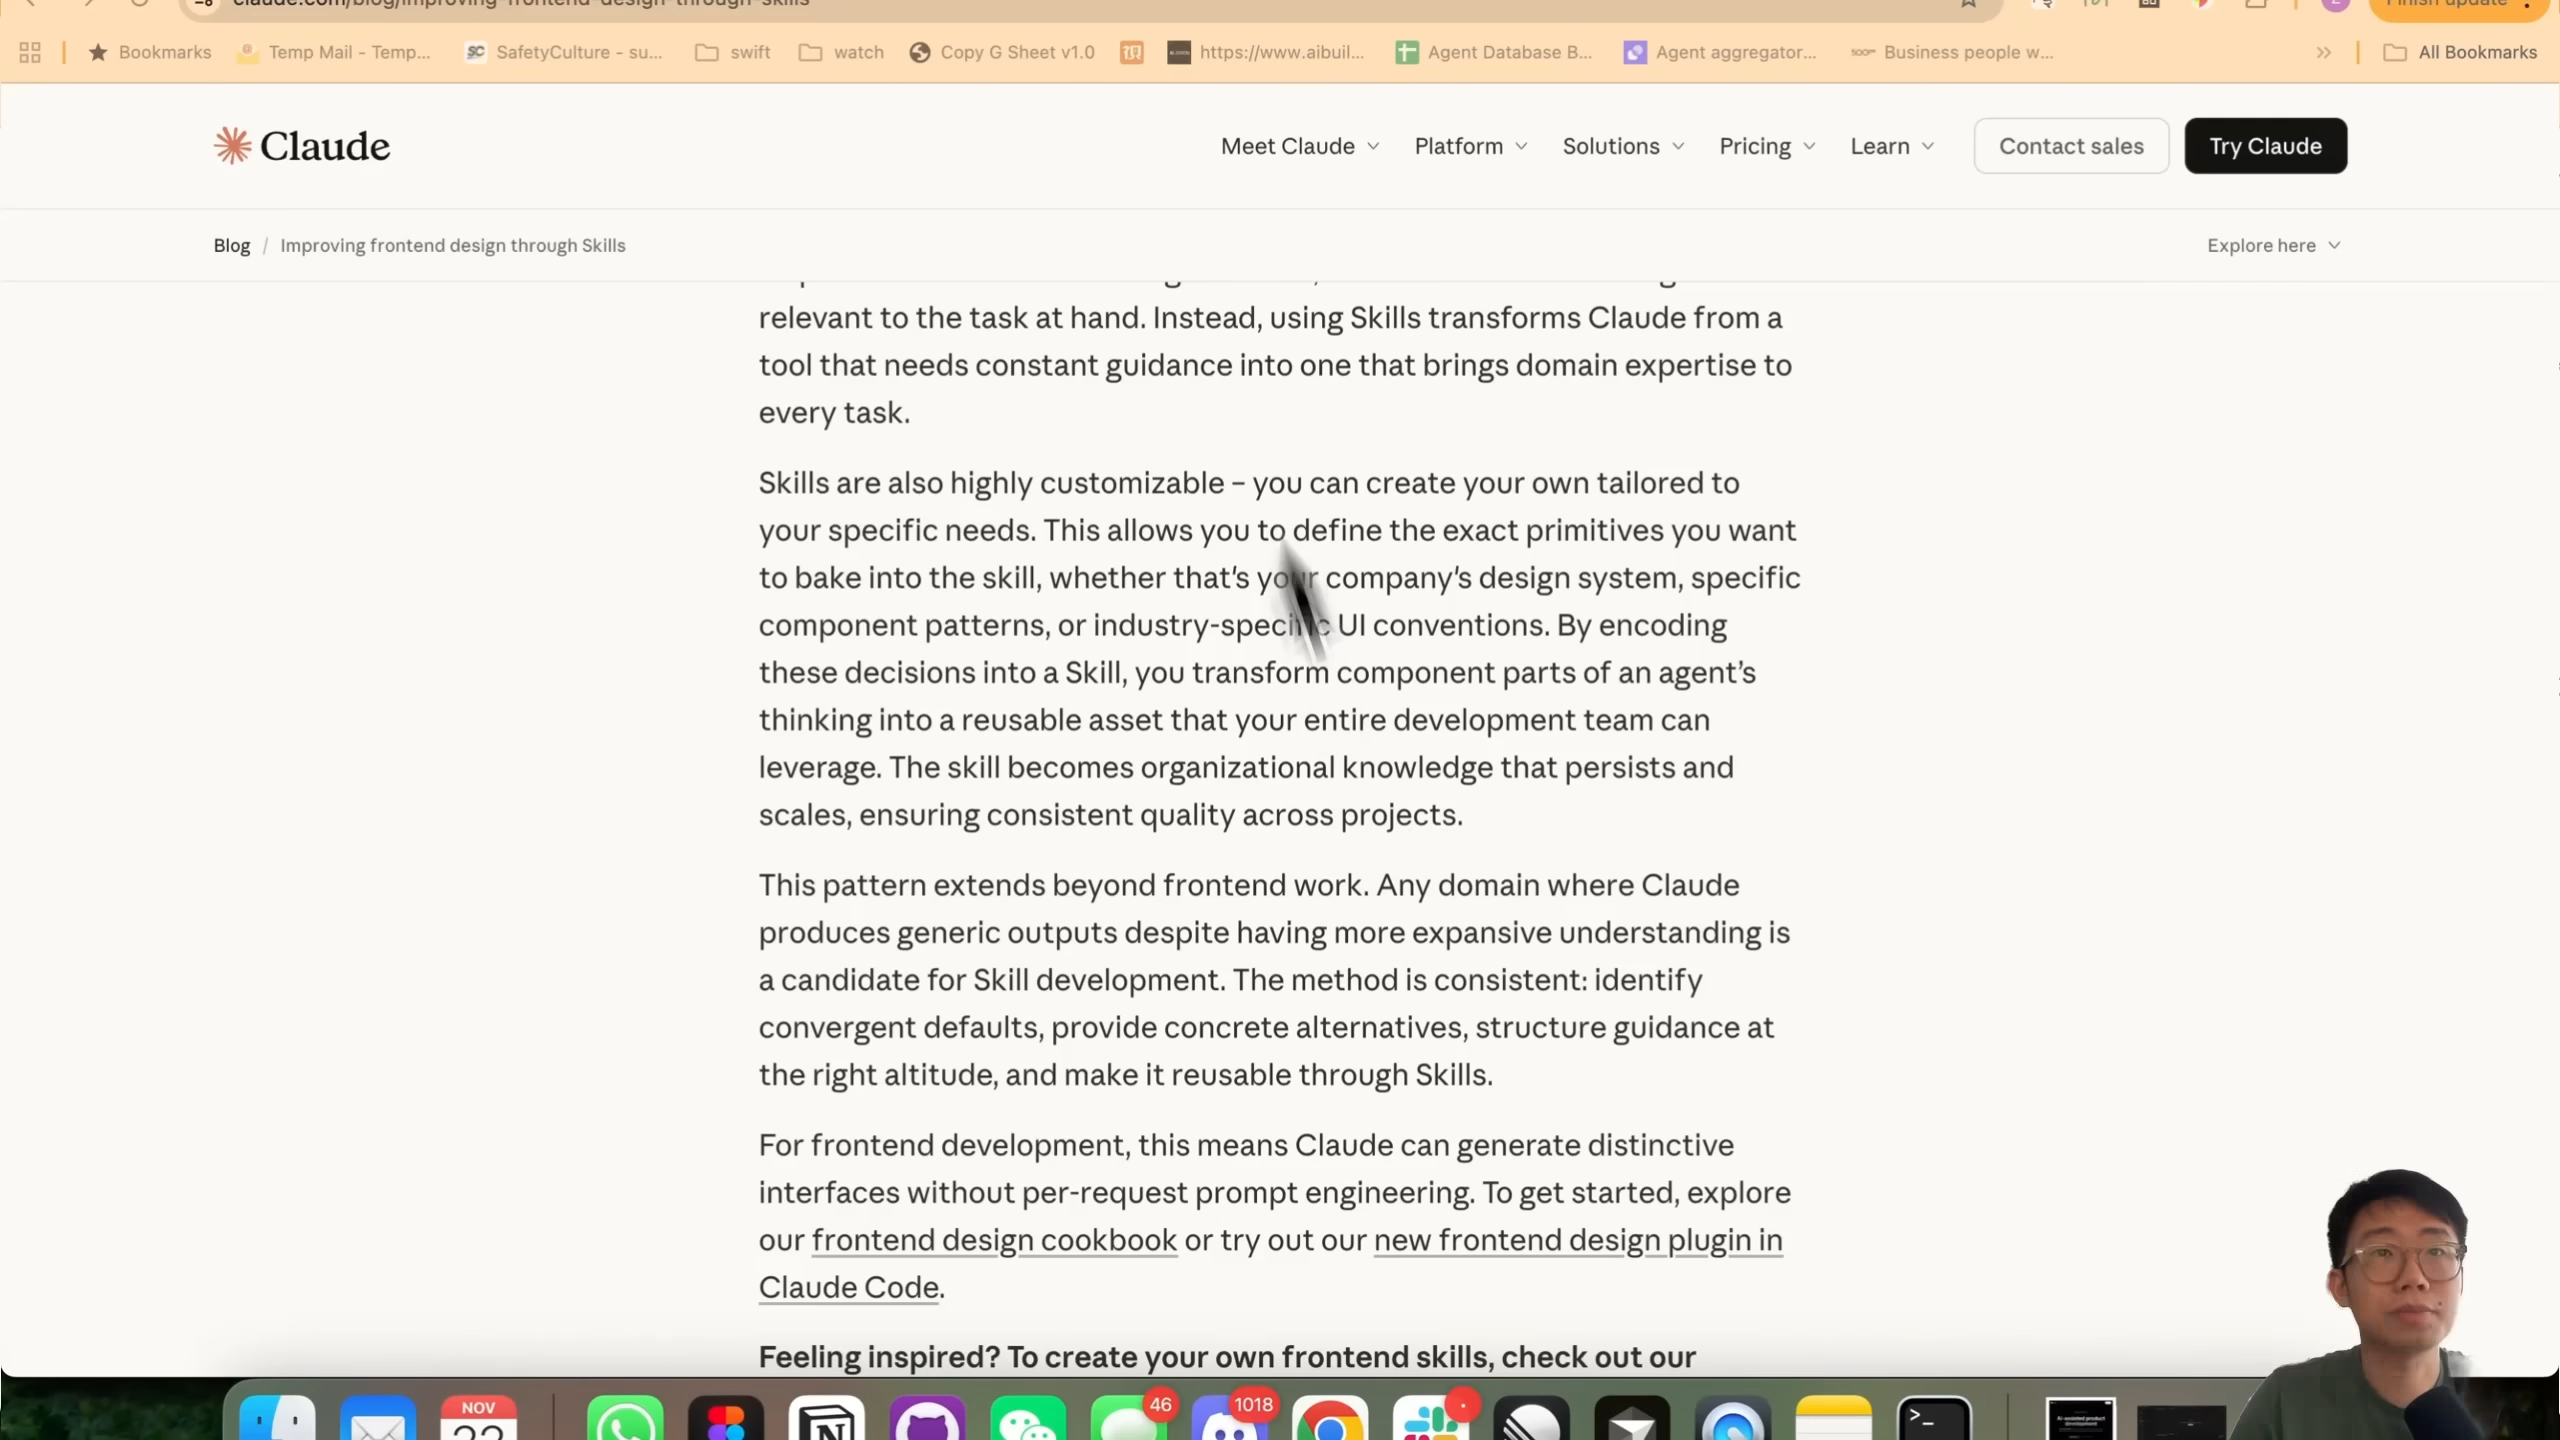 claude.com/blog/improving-frontend-design-through-skills
Finish update
Bookmarks
Temp Mail - Temp...
SafetyCulture - su...
swift
watch
Copy G Sheet v1.0
https://www.aibuil...
Agent Database B...
Agent aggregator...
Business people w...
All Bookmarks
Claude
Meet Claude
Platform
Solutions
Pricing
Learn
Contact sales
Try Claude
Blog / Improving frontend design through Skills
Explore here
relevant to the task at hand. Instead, using Skills transforms Claude from a
tool that needs constant guidance into one that brings domain expertise to
every task.
Skills are also highly customizable – you can create your own tailored to
your specific needs. This allows you to define the exact primitives you want
to bake into the skill, whether that's your company's design system, specific
component patterns, or industry-specific UI conventions. By encoding
these decisions into a Skill, you transform component parts of an agent’s
thinking into a reusable asset that your entire development team can
leverage. The skill becomes organizational knowledge that persists and
scales, ensuring consistent quality across projects.
This pattern extends beyond frontend work. Any domain where Claude
produces generic outputs despite having more expansive understanding is
a candidate for Skill development. The method is consistent: identify
convergent defaults, provide concrete alternatives, structure guidance at
the right altitude, and make it reusable through Skills.
For frontend development, this means Claude can generate distinctive
interfaces without per-request prompt engineering. To get started, explore
our frontend design cookbook or try out our new frontend design plugin in
Claude Code.
Feeling inspired? To create your own frontend skills, check out our
NOV
22
46
1018